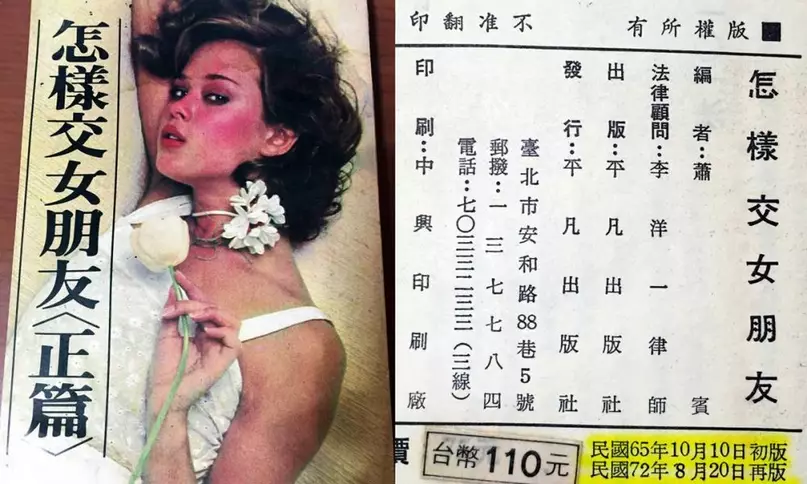 怎樣交女朋友〈正篇〉
版權所有 不准翻印
怎樣交女朋友
編者：蕭賓
法律顧問：李洋一律師
出版：平凡出版社
發行：平凡出版社
臺北市安和路88巷5號
郵撥：一三七七八四
電話：七〇三三二三三（三線）
印刷：中興印刷廠
價
台幣110元
民國65年10月10日初版
民國72年8月20日再版